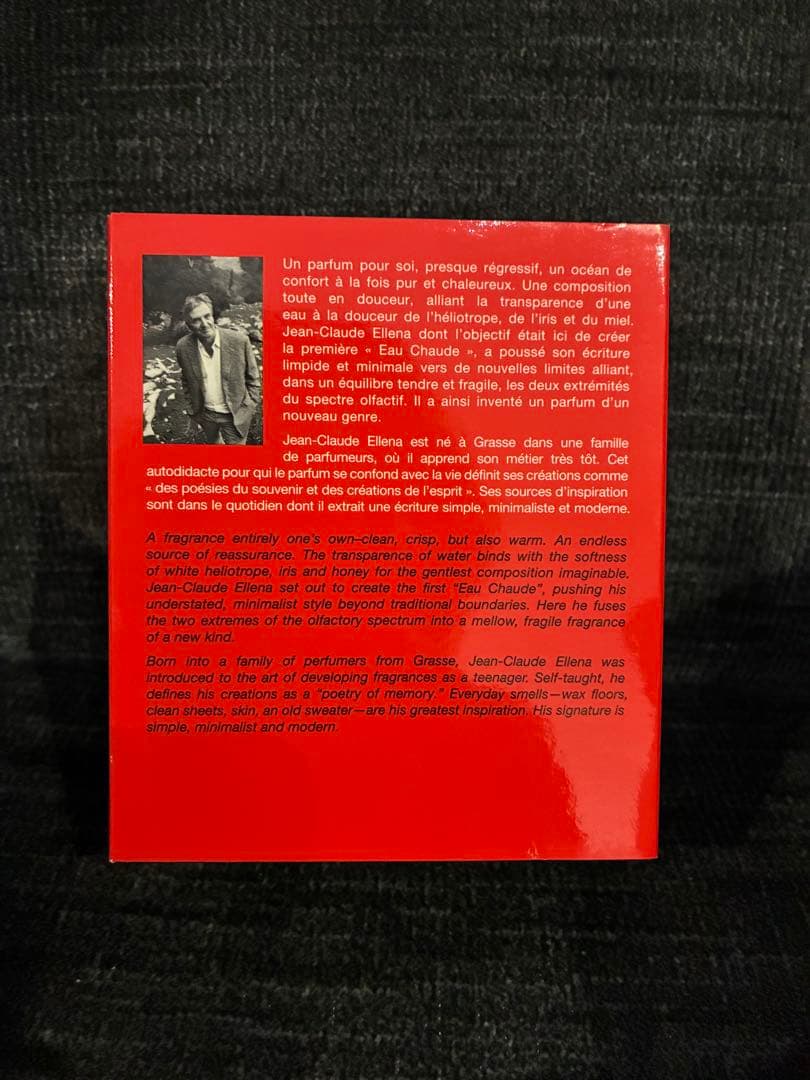 Un parfum pour soi, presque régressif, un océan de
confort à la fois pur et chaleureux. Une composition
toute en douceur, alliant la transparence d'une
eau à la douceur de l'héliotrope, de l'iris et du miel.
Jean-Claude Ellena dont l'objectif était ici de créer
la première « Eau Chaude », a poussé son écriture
limpide et minimale vers de nouvelles limites alliant,
dans un équilibre tendre et fragile, les deux extrémités
du spectre olfactif. Il a ainsi inventé un parfum d'un
nouveau genre.
Jean-Claude Ellena est né à Grasse dans une famille
de parfumeurs, où il apprend son métier très tôt. Cet
autodidacte pour qui le parfum se confond avec la vie définit ses créations comme
« des poésies du souvenir et des créations de l'esprit ». Ses sources d'inspiration
sont dans le quotidien dont il extrait une écriture simple, minimaliste et moderne.
A fragrance entirely one's own–clean, crisp, but also warm. An endless
source of reassurance. The transparence of water binds with the softness
of white heliotrope, iris and honey for the gentlest composition imaginable.
Jean-Claude Ellena set out to create the first "Eau Chaude", pushing his
understated, minimalist style beyond traditional boundaries. Here he fuses
the two extremes of the olfactory spectrum into a mellow, fragile fragrance
of a new kind.
Born into a family of perfumers from Grasse, Jean-Claude Ellena was
introduced to the art of developing fragrances as a teenager. Self-taught, he
defines his creations as a "poetry of memory." Everyday smells—wax floors,
clean sheets, skin, an old sweater—are his greatest inspiration. His signature is
simple, minimalist and modern.